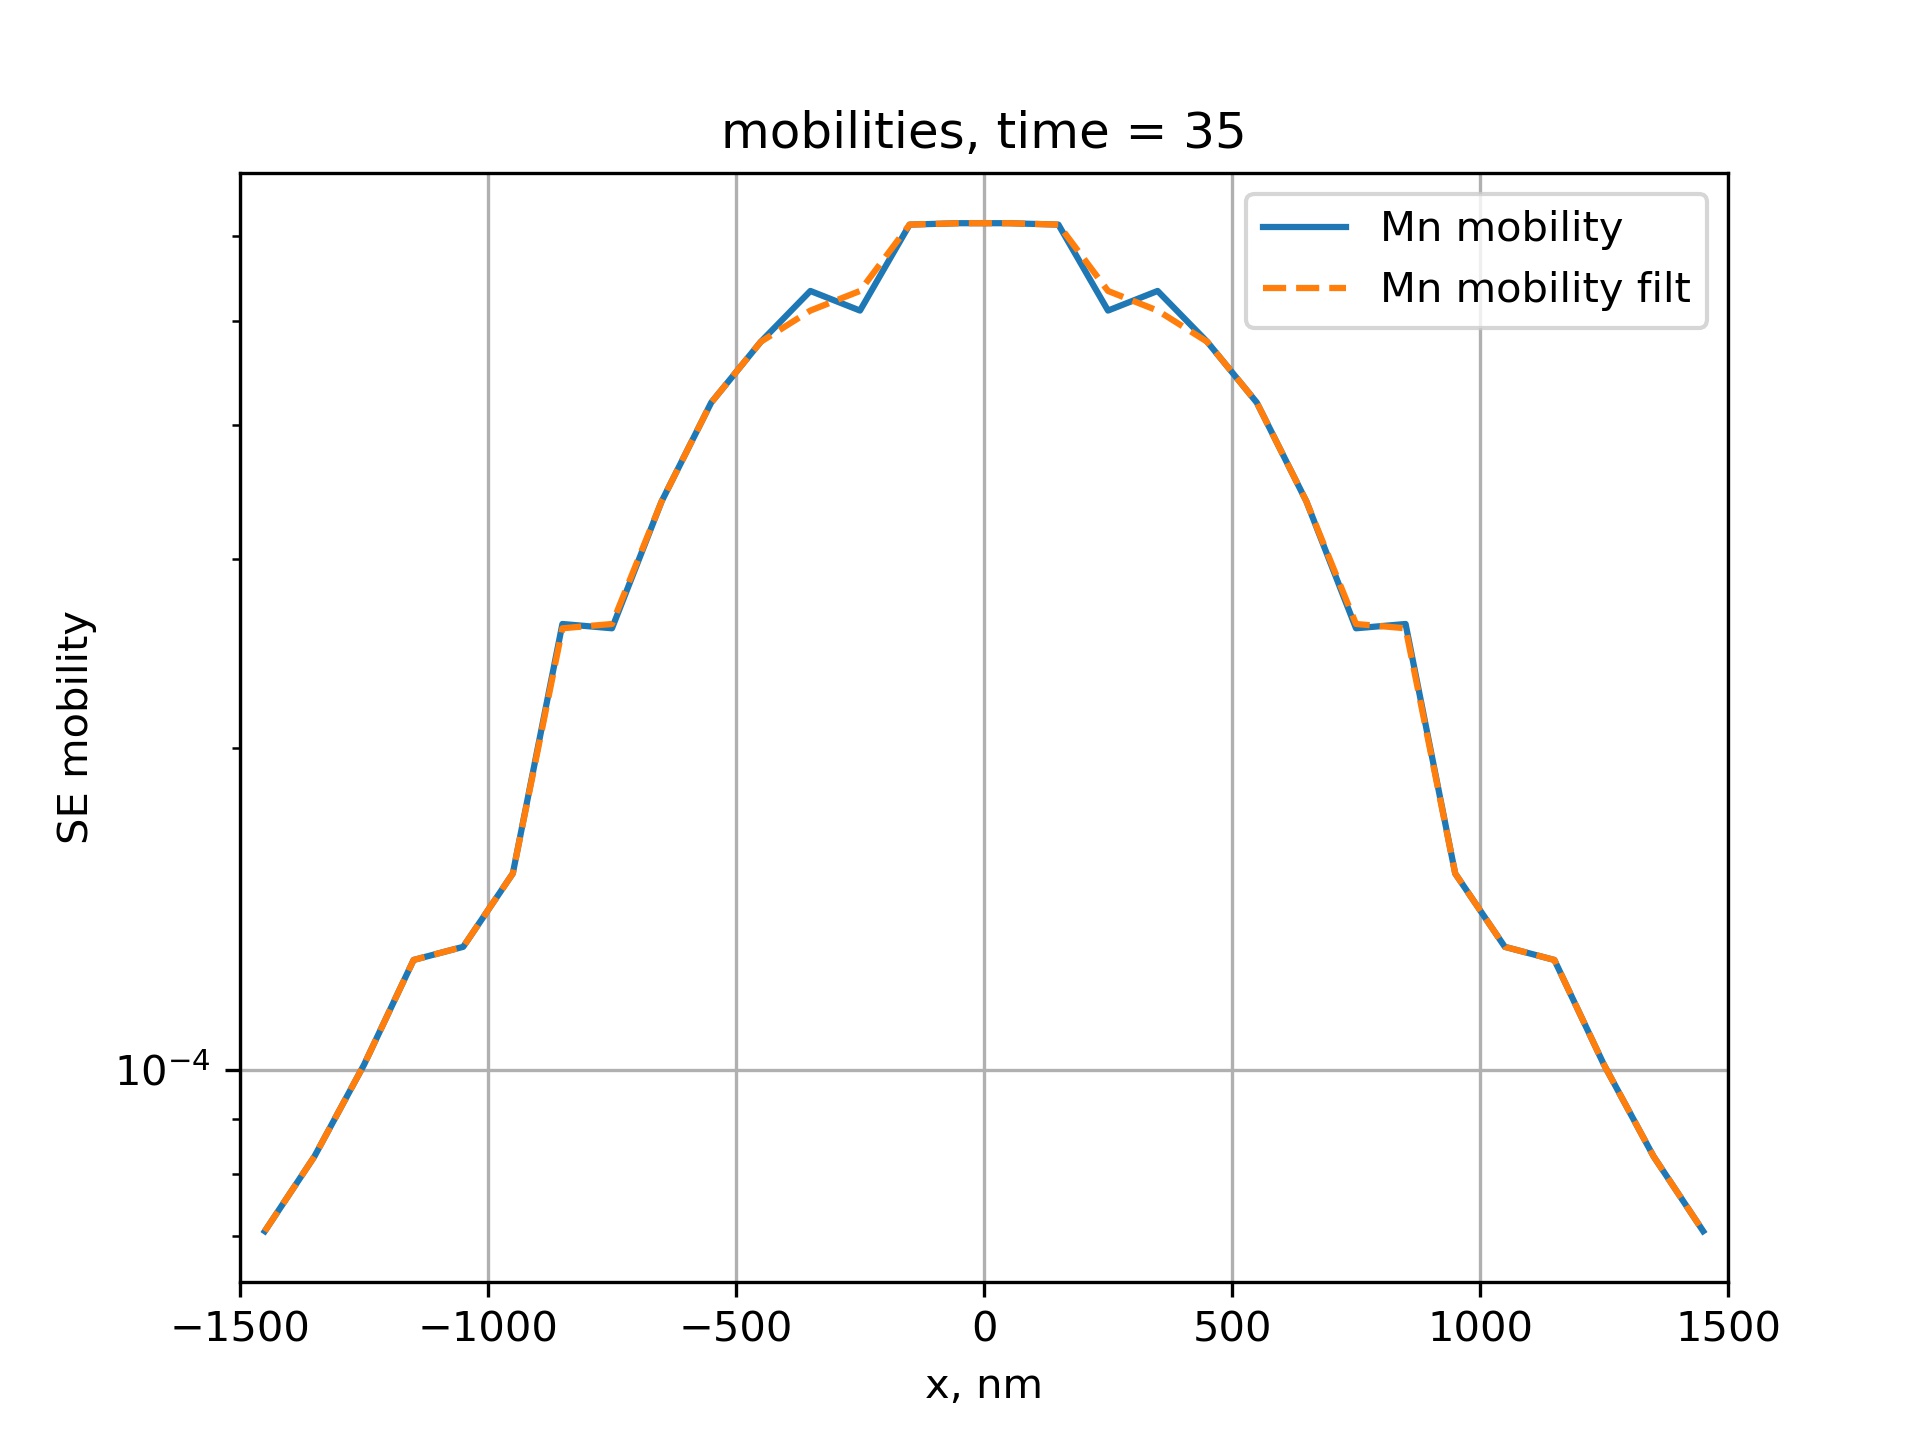 mobilities, time = 35
Mn mobility
Mn mobility filt
SE mobility
10⁻⁴
−1500 −1000 −500 0 500 1000 1500
x, nm